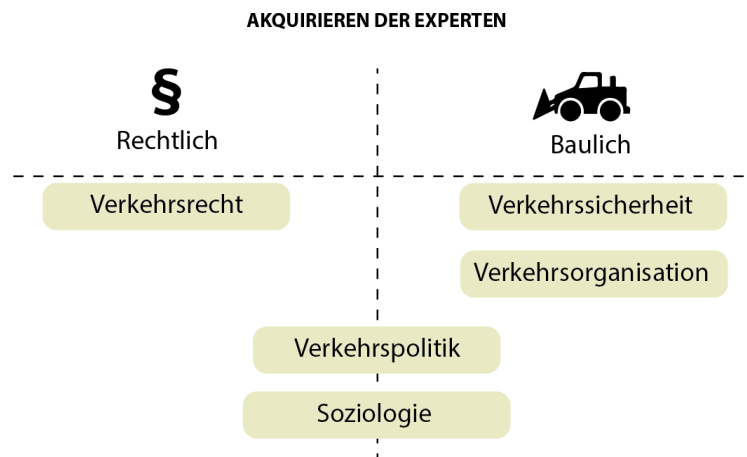 AKQUIRIEREN DER EXPERTEN
§
Rechtlich
Baulich
Verkehrsrecht
Verkehrssicherheit
Verkehrsorganisation
Verkehrspolitik
Soziologie